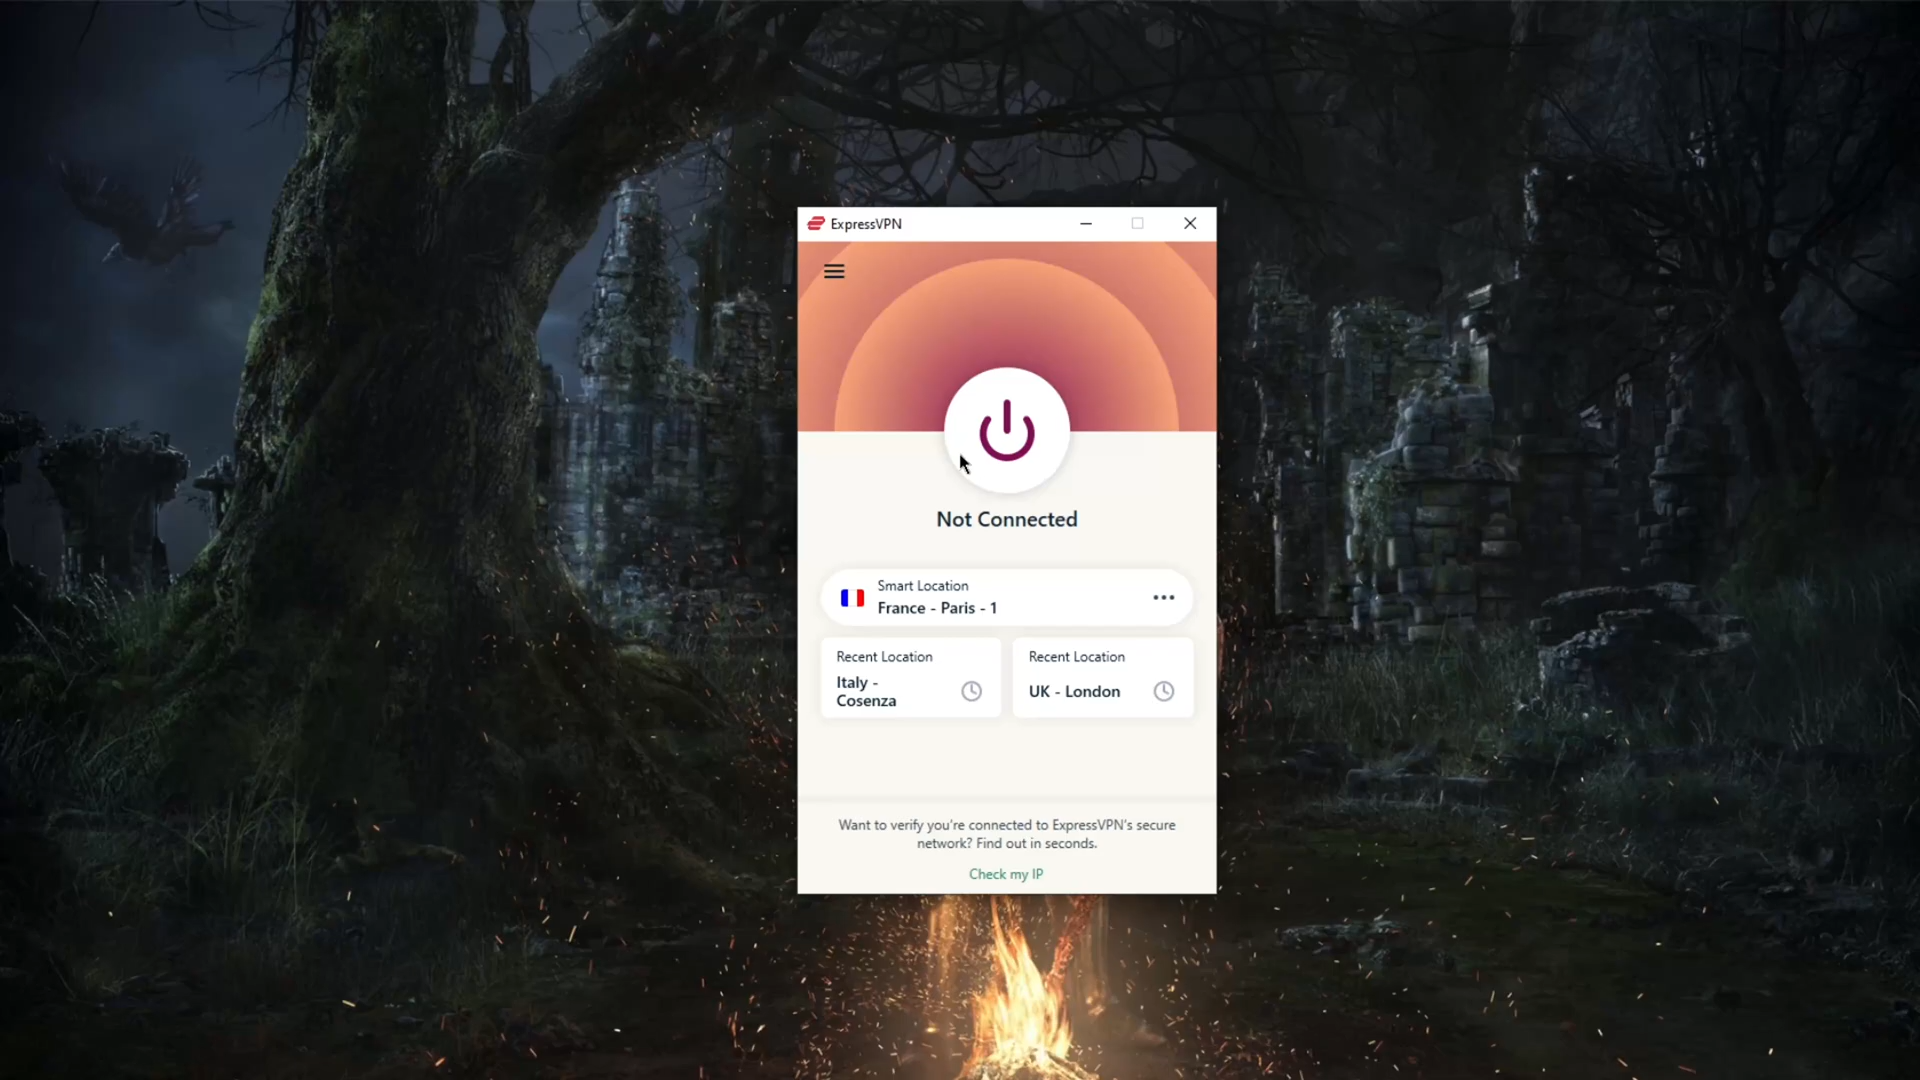 ExpressVPN
Not Connected
Smart Location
France - Paris - 1
Recent Location
Italy -
Cosenza
Recent Location
UK - London
Want to verify you're connected to ExpressVPN's secure
network? Find out in seconds.
Check my IP